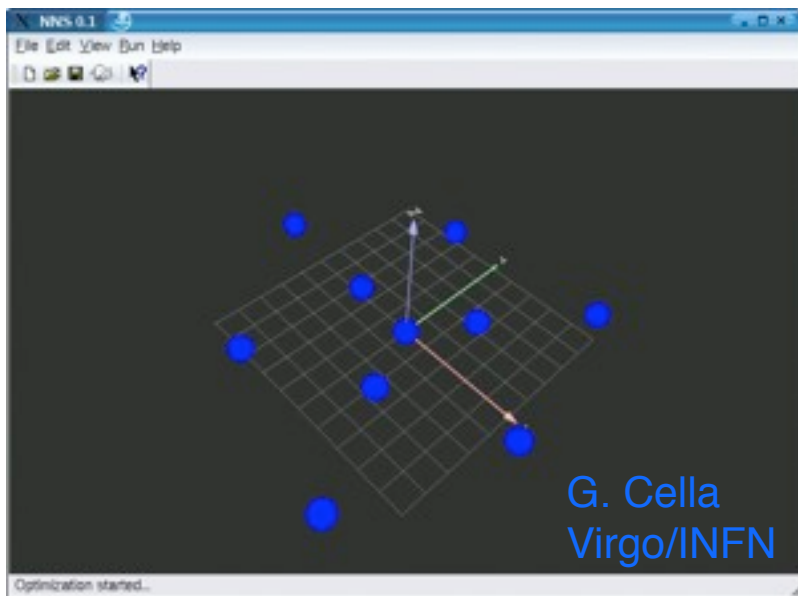 NNS 0.1
File Edit View Run Help
G. Cella
Virgo/INFN
Optimization started..